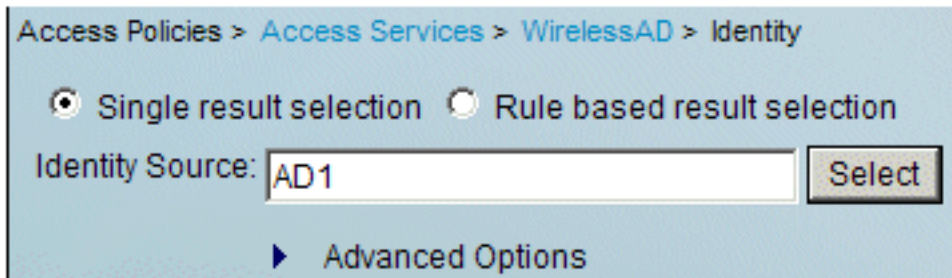 Access Policies > Access Services > WirelessAD > Identity
Single result selection Rule based result selection
Identity Source: AD1 Select
Advanced Options